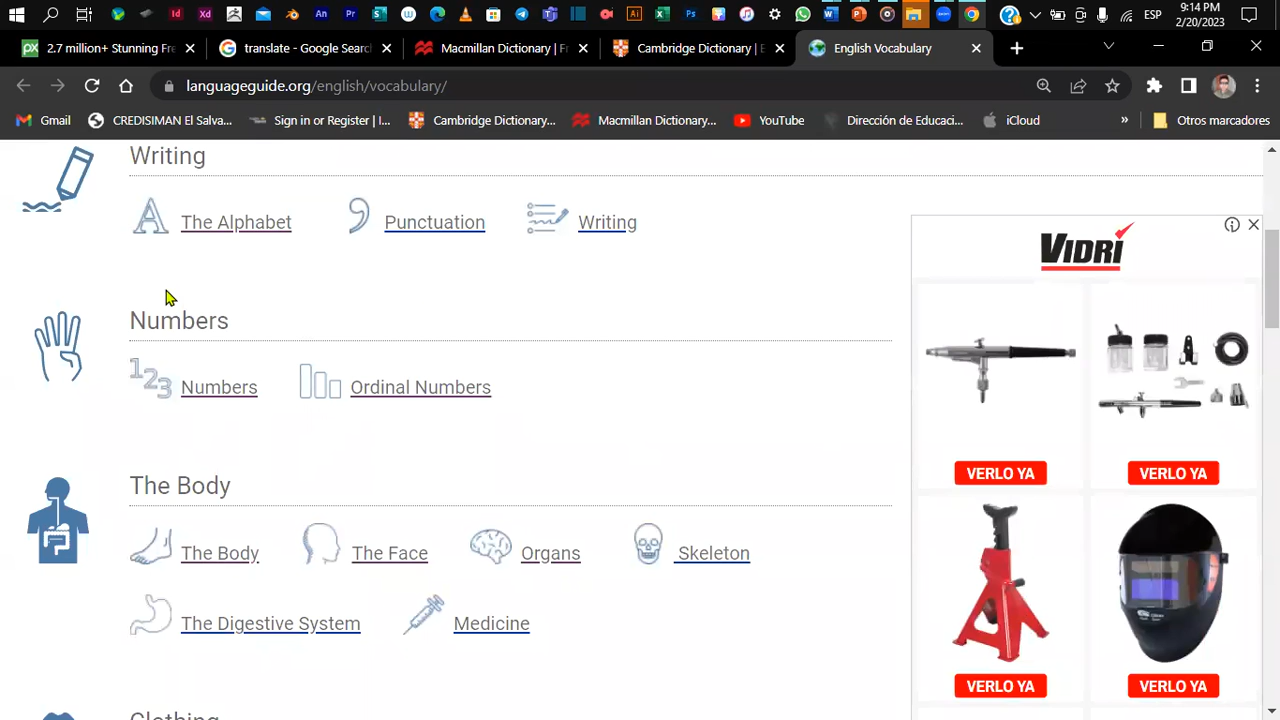 ESP
9:14 PM
2/20/2023
2.7 million+ Stunning Fre
translate - Google Searc
Macmillan Dictionary | F
Cambridge Dictionary | E
English Vocabulary
languageguide.org/english/vocabulary/
Gmail
CREDISIMAN El Salva...
Sign in or Register | I...
Cambridge Dictionary...
Macmillan Dictionary...
YouTube
Dirección de Educaci...
iCloud
»
Otros marcadores
Writing
The Alphabet
Punctuation
Writing
VIDRI
Numbers
123 Numbers
Ordinal Numbers
VERLO YA
VERLO YA
The Body
The Body
The Face
Organs
Skeleton
The Digestive System
Medicine
VERLO YA
VERLO YA